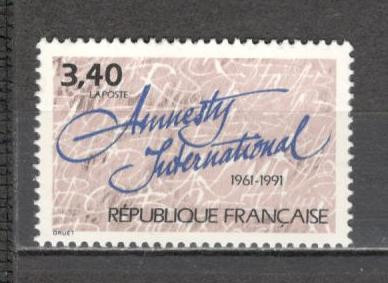 3,40
LA POSTE
Amnesty
International
1961-1991
RÉPUBLIQUE FRANÇAISE
DRUET